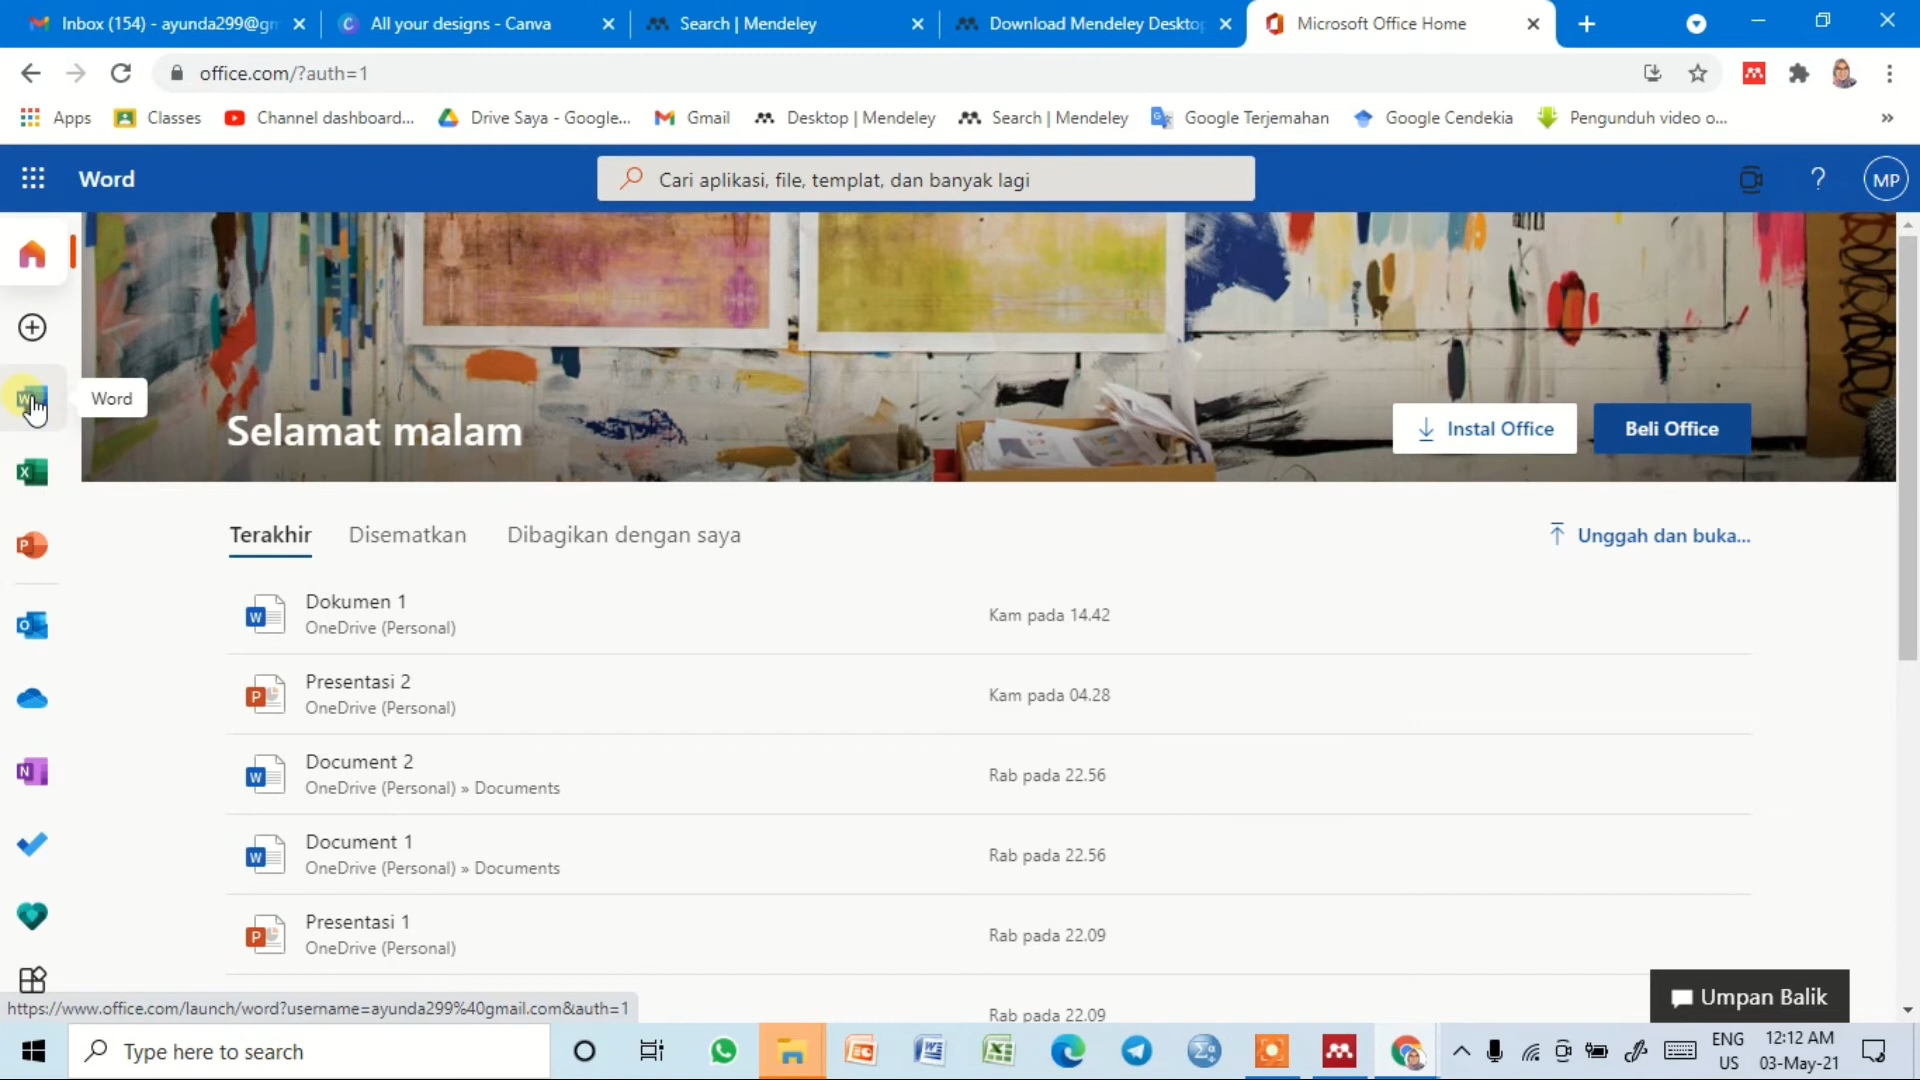 Inbox (154) - ayunda299@gm
All your designs - Canva
Search | Mendeley
Download Mendeley Desktop
Microsoft Office Home
office.com/?auth=1
Apps
Classes
Channel dashboard...
Drive Saya - Google...
Gmail
Desktop | Mendeley
Search | Mendeley
Google Terjemahan
Google Cendekia
Pengunduh video o...
»
Word
Cari aplikasi, file, templat, dan banyak lagi
?
MP
Word
Selamat malam
Instal Office
Beli Office
Terakhir
Disematkan
Dibagikan dengan saya
Unggah dan buka...
Dokumen 1
OneDrive (Personal)
Kam pada 14.42
Presentasi 2
OneDrive (Personal)
Kam pada 04.28
Document 2
OneDrive (Personal) » Documents
Rab pada 22.56
Document 1
OneDrive (Personal) » Documents
Rab pada 22.56
Presentasi 1
OneDrive (Personal)
Rab pada 22.09
Rab pada 22.09
Umpan Balik
https://www.office.com/launch/word?username=ayunda299%40gmail.com&auth=1
Type here to search
ENG
US
12:12 AM
03-May-21